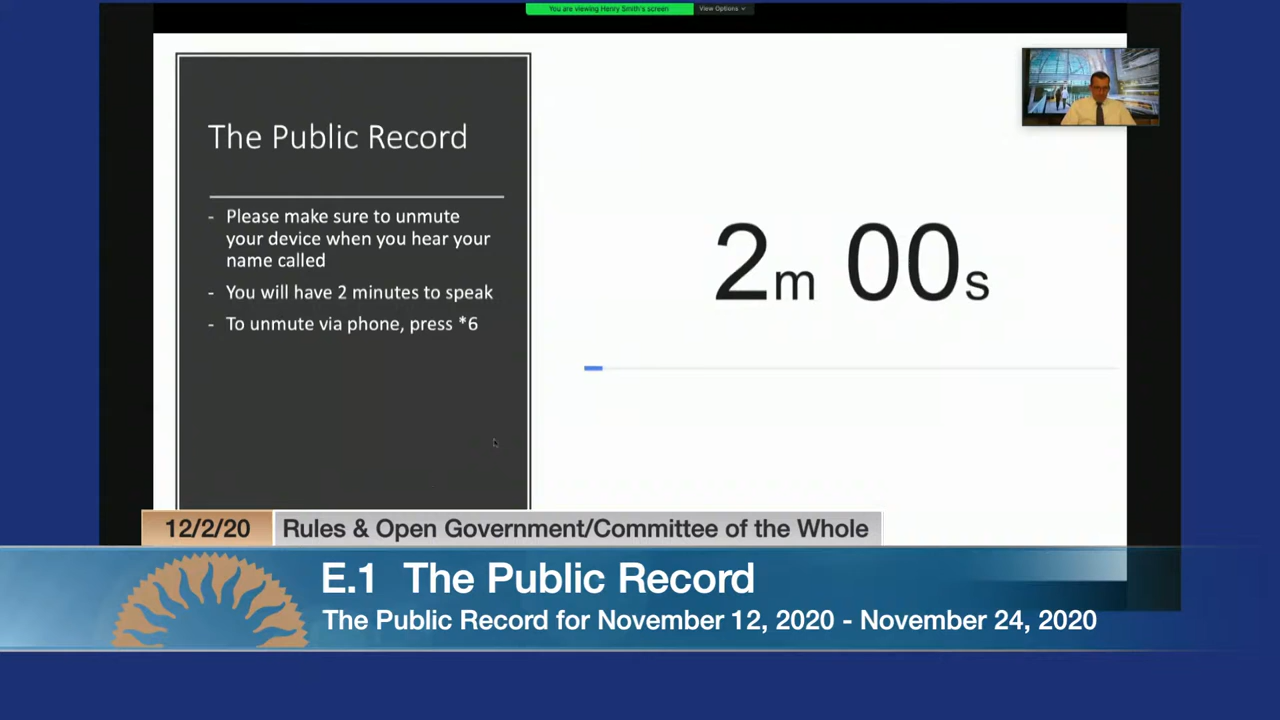 You are viewing Henry Smith's screen
View Options
The Public Record
- Please make sure to unmute
your device when you hear your
name called
- You will have 2 minutes to speak
- To unmute via phone, press *6
2m 00s
12/2/20
Rules & Open Government/Committee of the Whole
E.1 The Public Record
The Public Record for November 12, 2020 - November 24, 2020